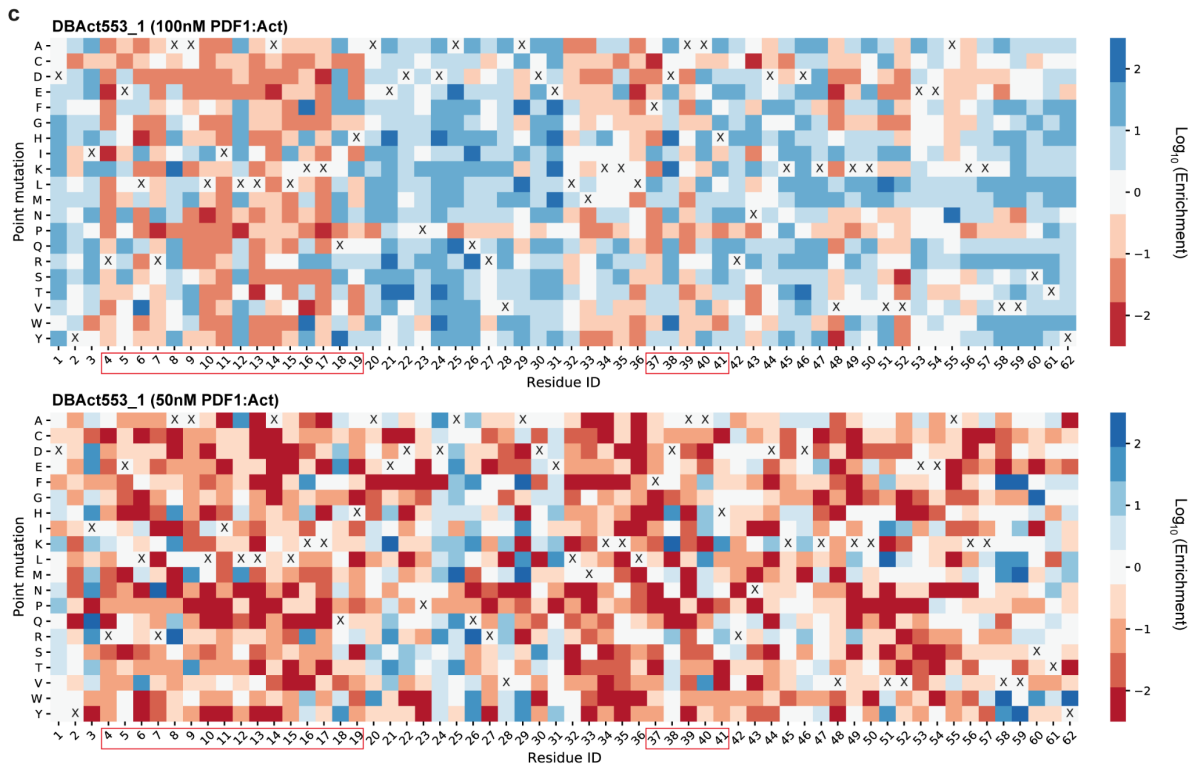 c
DBAct553_1 (100nM PDF1:Act)
Point mutation
A X X X X X X X X X
C
D X X X X X X X
E X X X X X
F X
G
H X X
I X X
K X X X X X X X X X X
L X X X X X X X
M X
N X
P X
Q X X
R X X X X
S X
T X
V X X X X X X
W
Y X X
1 2 3 4 5 6 7 8 9 10 11 12 13 14 15 16 17 18 19 20 21 22 23 24 25 26 27 28 29 30 31 32 33 34 35 36 37 38 39 40 41 42 43 44 45 46 47 48 49 50 51 52 53 54 55 56 57 58 59 60 61 62
Residue ID
2
1
0
−1
−2
Log10 (Enrichment)
DBAct553_1 (50nM PDF1:Act)
Point mutation
A X X X X X X X X X
C
D X X X X X X X
E X X X X X
F X
G
H X X
I X X
K X X X X X X X X X X
L X X X X X X X
M X
N X
P X
Q X X
R X X X X
S X
T X
V X X X X X X
W
Y X X
1 2 3 4 5 6 7 8 9 10 11 12 13 14 15 16 17 18 19 20 21 22 23 24 25 26 27 28 29 30 31 32 33 34 35 36 37 38 39 40 41 42 43 44 45 46 47 48 49 50 51 52 53 54 55 56 57 58 59 60 61 62
Residue ID
2
1
0
−1
−2
Log10 (Enrichment)